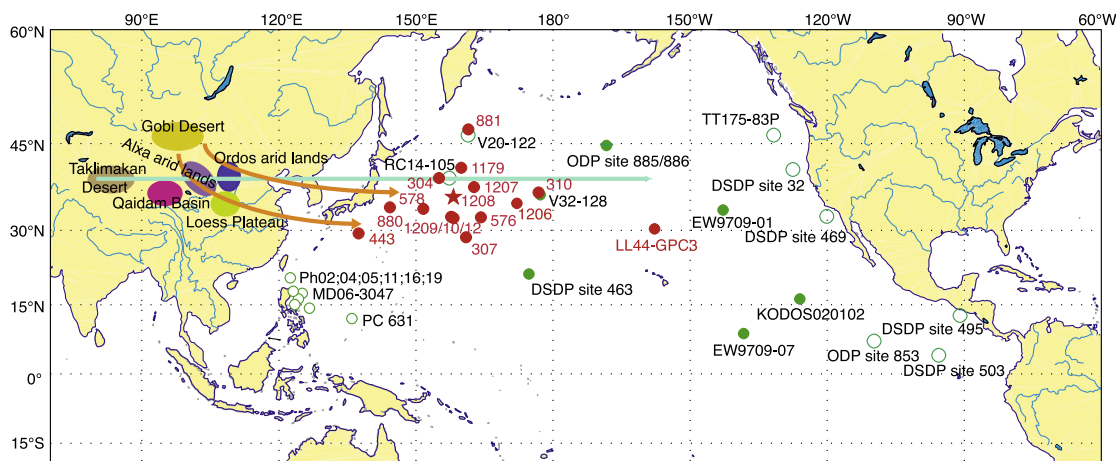 90°E 120°E 150°E 180° 150°W 120°W 90°W 60°W
60°N
45°N
30°N
15°N
0°
15°S
Gobi Desert
Alxa arid lands
Ordos arid lands
Taklimakan
Desert
Qaidam Basin
Loess Plateau
881
V20-122
RC14-105
1179
304
1207
310
578
1208
V32-128
1206
880
1209/10/12
576
443
307
ODP site 885/886
TT175-83P
DSDP site 32
EW9709-01
DSDP site 469
LL44-GPC3
DSDP site 463
Ph02;04;05;11;16;19
MD06-3047
PC 631
KODOS020102
DSDP site 495
EW9709-07
ODP site 853
DSDP site 503